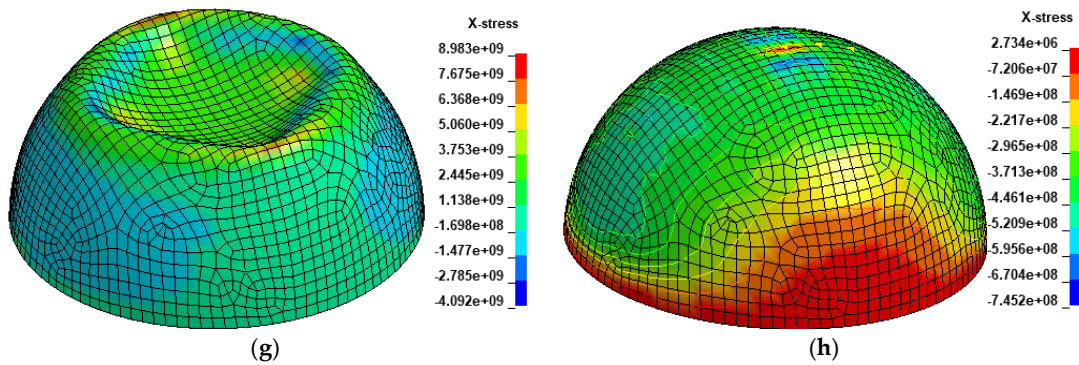 X-stress
8.983e+09
7.675e+09
6.368e+09
5.060e+09
3.753e+09
2.445e+09
1.138e+09
-1.698e+08
-1.477e+09
-2.785e+09
-4.092e+09
(g)
X-stress
2.734e+06
-7.206e+07
-1.469e+08
-2.217e+08
-2.965e+08
-3.713e+08
-4.461e+08
-5.209e+08
-5.956e+08
-6.704e+08
-7.452e+08
(h)